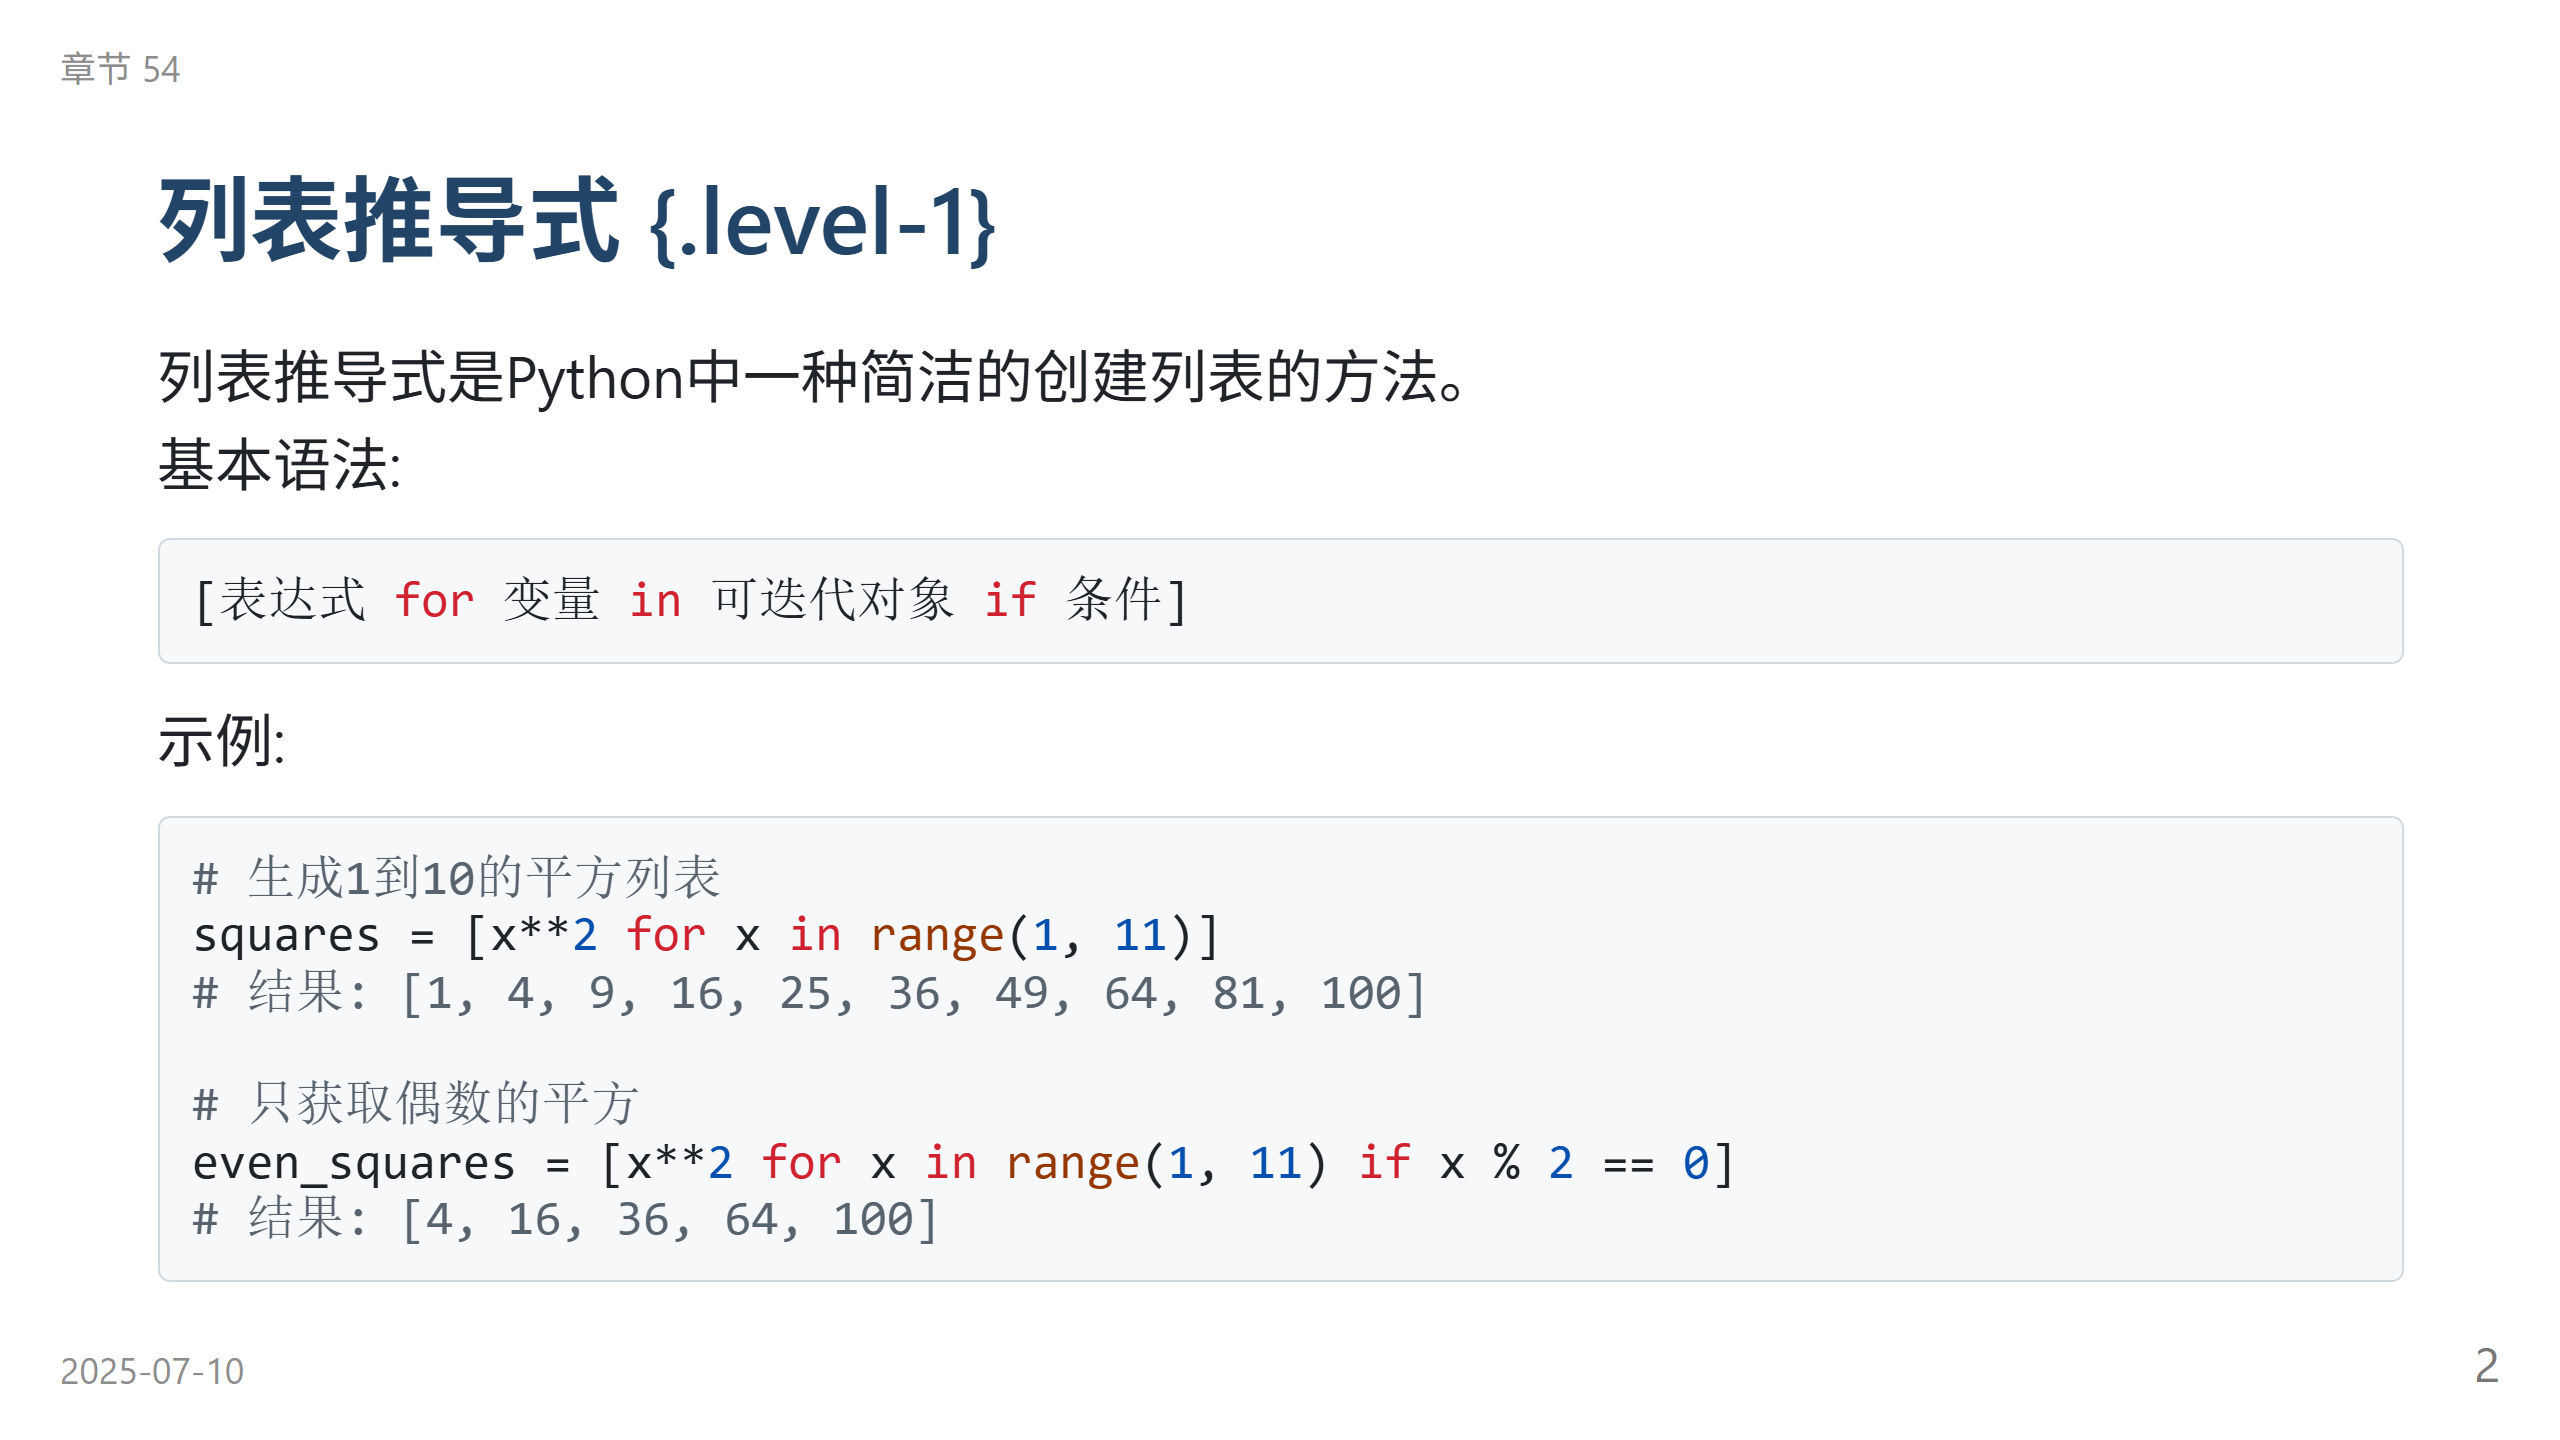 章节 54
列表推导式 {.level-1}
列表推导式是Python中一种简洁的创建列表的方法。
基本语法:
[表达式 for 变量 in 可迭代对象 if 条件]
示例:
# 生成1到10的平方列表
squares = [x**2 for x in range(1, 11)]
# 结果: [1, 4, 9, 16, 25, 36, 49, 64, 81, 100]
# 只获取偶数的平方
even_squares = [x**2 for x in range(1, 11) if x % 2 == 0]
# 结果: [4, 16, 36, 64, 100]
2025-07-10
2